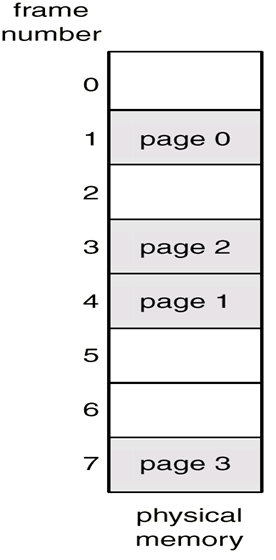 frame
number
0
1 page 0
2
3 page 2
4 page 1
5
6
7 page 3
physical
memory